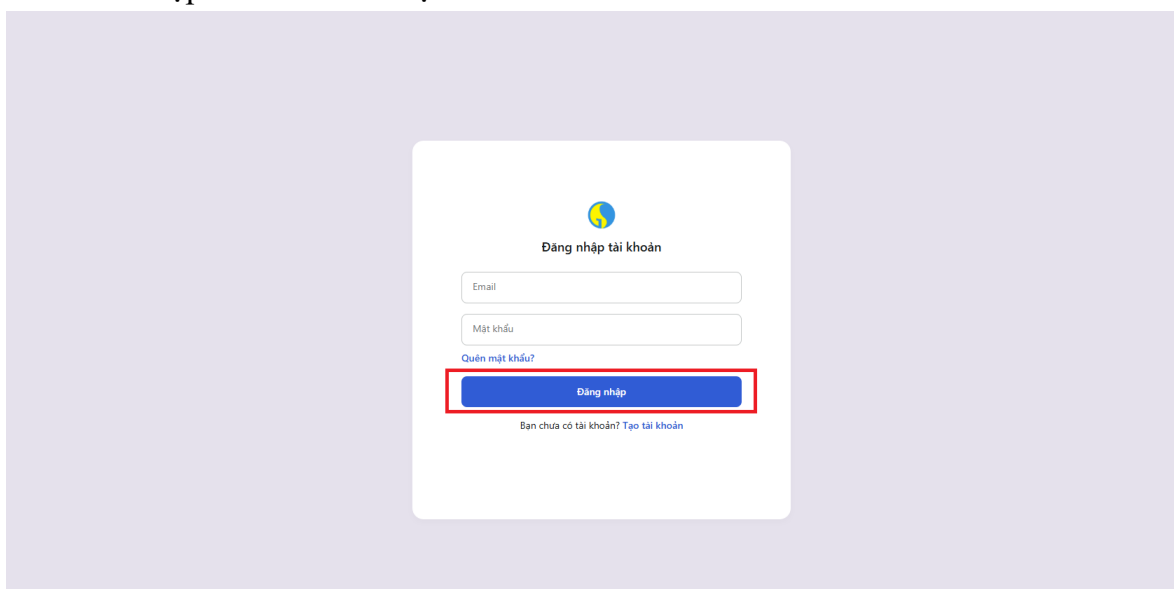 Đăng nhập tài khoản
Email
Mật khẩu
Quên mật khẩu?
Đăng nhập
Bạn chưa có tài khoản? Tạo tài khoản